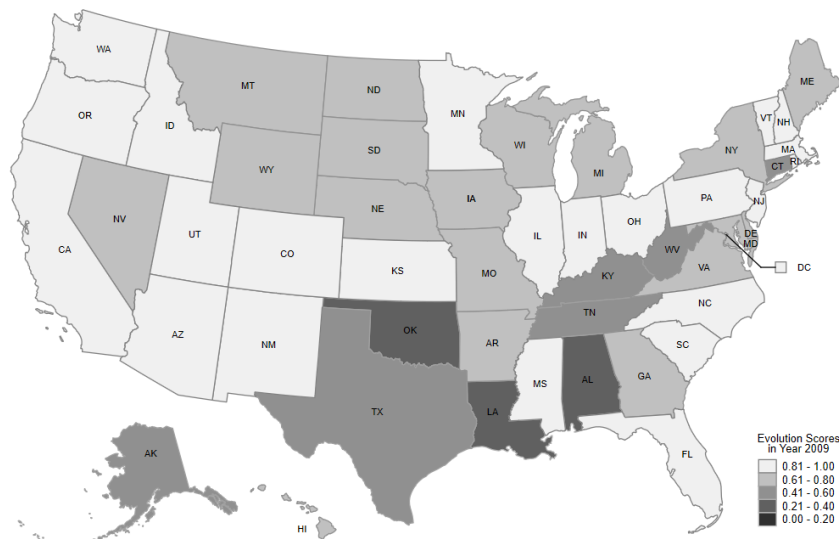 WA
MT
ND
MN
ME
OR
ID
VT
NH
WI
SD
NY
MA
MI
RI
CT
WY
NE
IA
PA
NJ
NV
OH
UT
IL
IN
DE
CA
CO
MD
WV
DC
KS
MO
VA
KY
NC
TN
AZ
NM
OK
AR
SC
MS
AL
GA
TX
LA
AK
FL
HI
Evolution Scores
in Year 2009
0.81 - 1.00
0.61 - 0.80
0.41 - 0.60
0.21 - 0.40
0.00 - 0.20